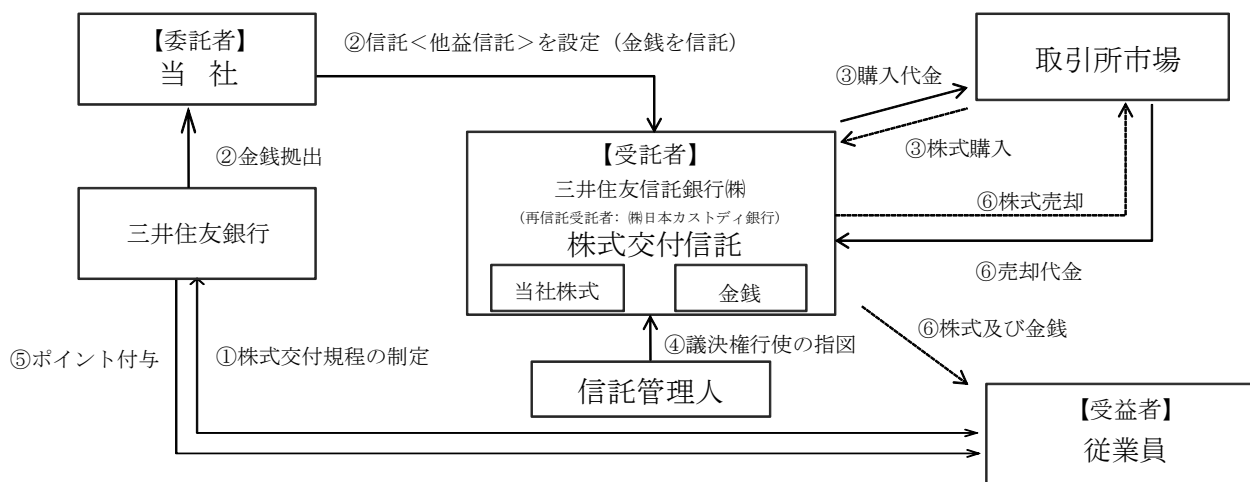 【委託者】
当 社
②信託＜他益信託＞を設定（金銭を信託）
取引所市場
③購入代金
③株式購入
②金銭拠出
【受託者】
三井住友信託銀行㈱
(再信託受託者: ㈱日本カストディ銀行)
株式交付信託
当社株式
金銭
三井住友銀行
⑥株式売却
⑥売却代金
⑥株式及び金銭
④議決権行使の指図
⑤ポイント付与
①株式交付規程の制定
信託管理人
【受益者】
従業員